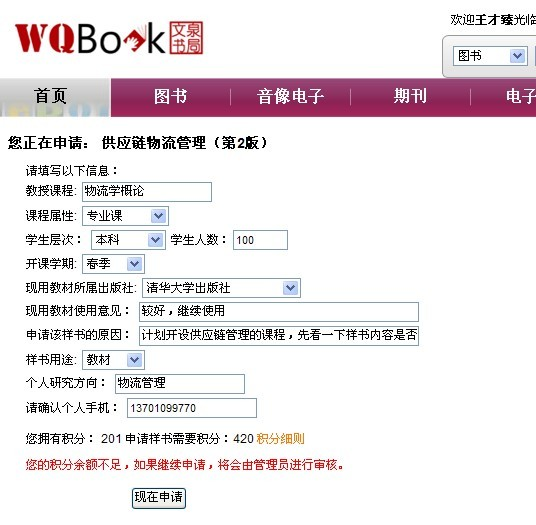 WQBook 文泉书局
欢迎王才臻光临
图书
首页 图书 音像电子 期刊 电子
您正在申请： 供应链物流管理（第2版）
请填写以下信息：
教授课程: 物流学概论
课程属性: 专业课
学生层次： 本科 学生人数： 100
开课学期: 春季
现用教材所属出版社: 清华大学出版社
现用教材使用意见： 较好，继续使用
申请该样书的原因： 计划开设供应链管理的课程，先看一下样书内容是否
样书用途: 教材
个人研究方向： 物流管理
请确认个人手机： 13701099770
您拥有积分： 201 申请样书需要积分：420 积分细则
您的积分余额不足，如果继续申请，将会由管理员进行审核。
现在申请